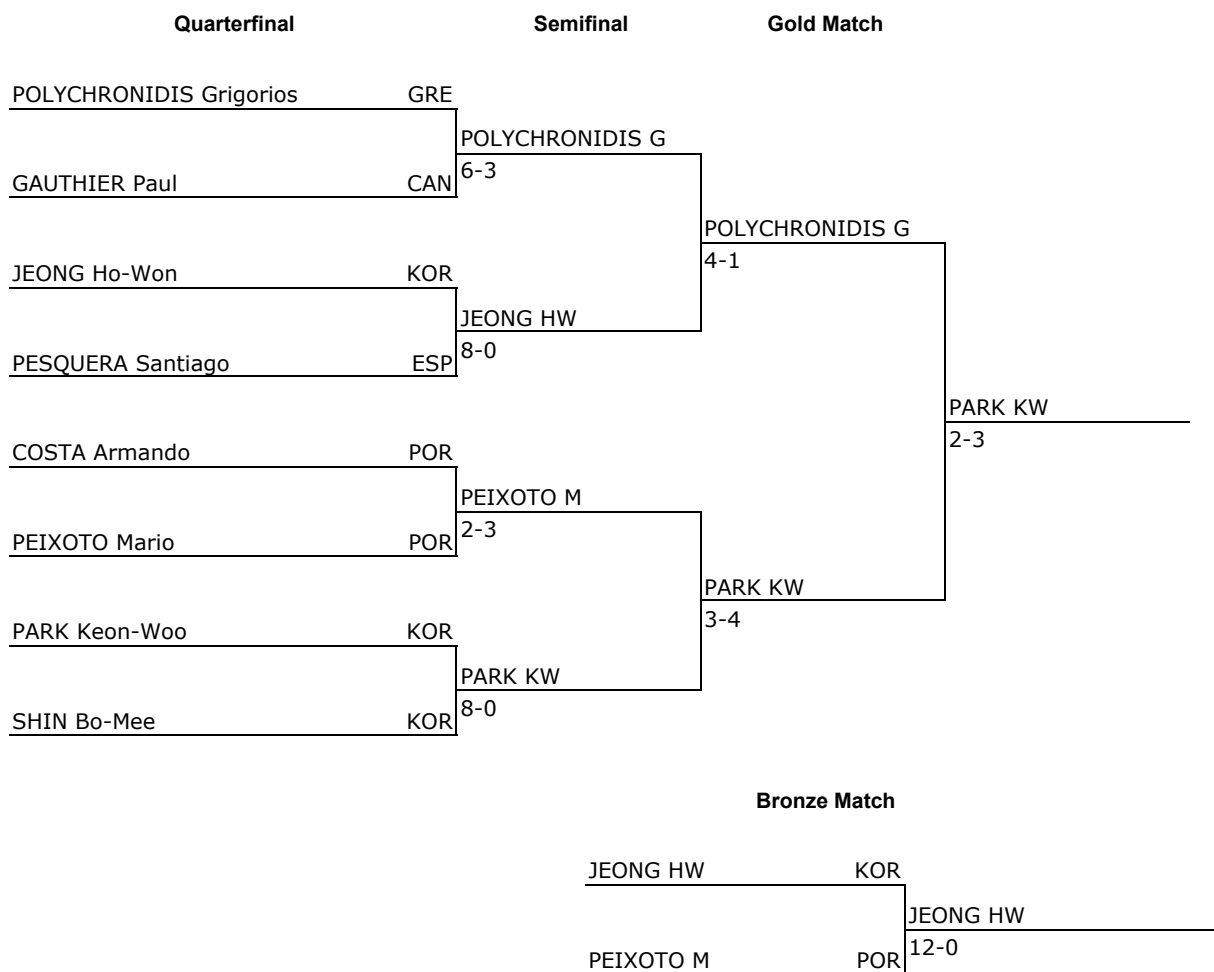 Quarterfinal Semifinal Gold Match
POLYCHRONIDIS Grigorios GRE
POLYCHRONIDIS G
6-3
GAUTHIER Paul CAN
POLYCHRONIDIS G
4-1
JEONG Ho-Won KOR
JEONG HW
8-0
PESQUERA Santiago ESP
PARK KW
2-3
COSTA Armando POR
PEIXOTO M
2-3
PEIXOTO Mario POR
PARK KW
3-4
PARK Keon-Woo KOR
PARK KW
8-0
SHIN Bo-Mee KOR
Bronze Match
JEONG HW KOR
JEONG HW
12-0
PEIXOTO M POR